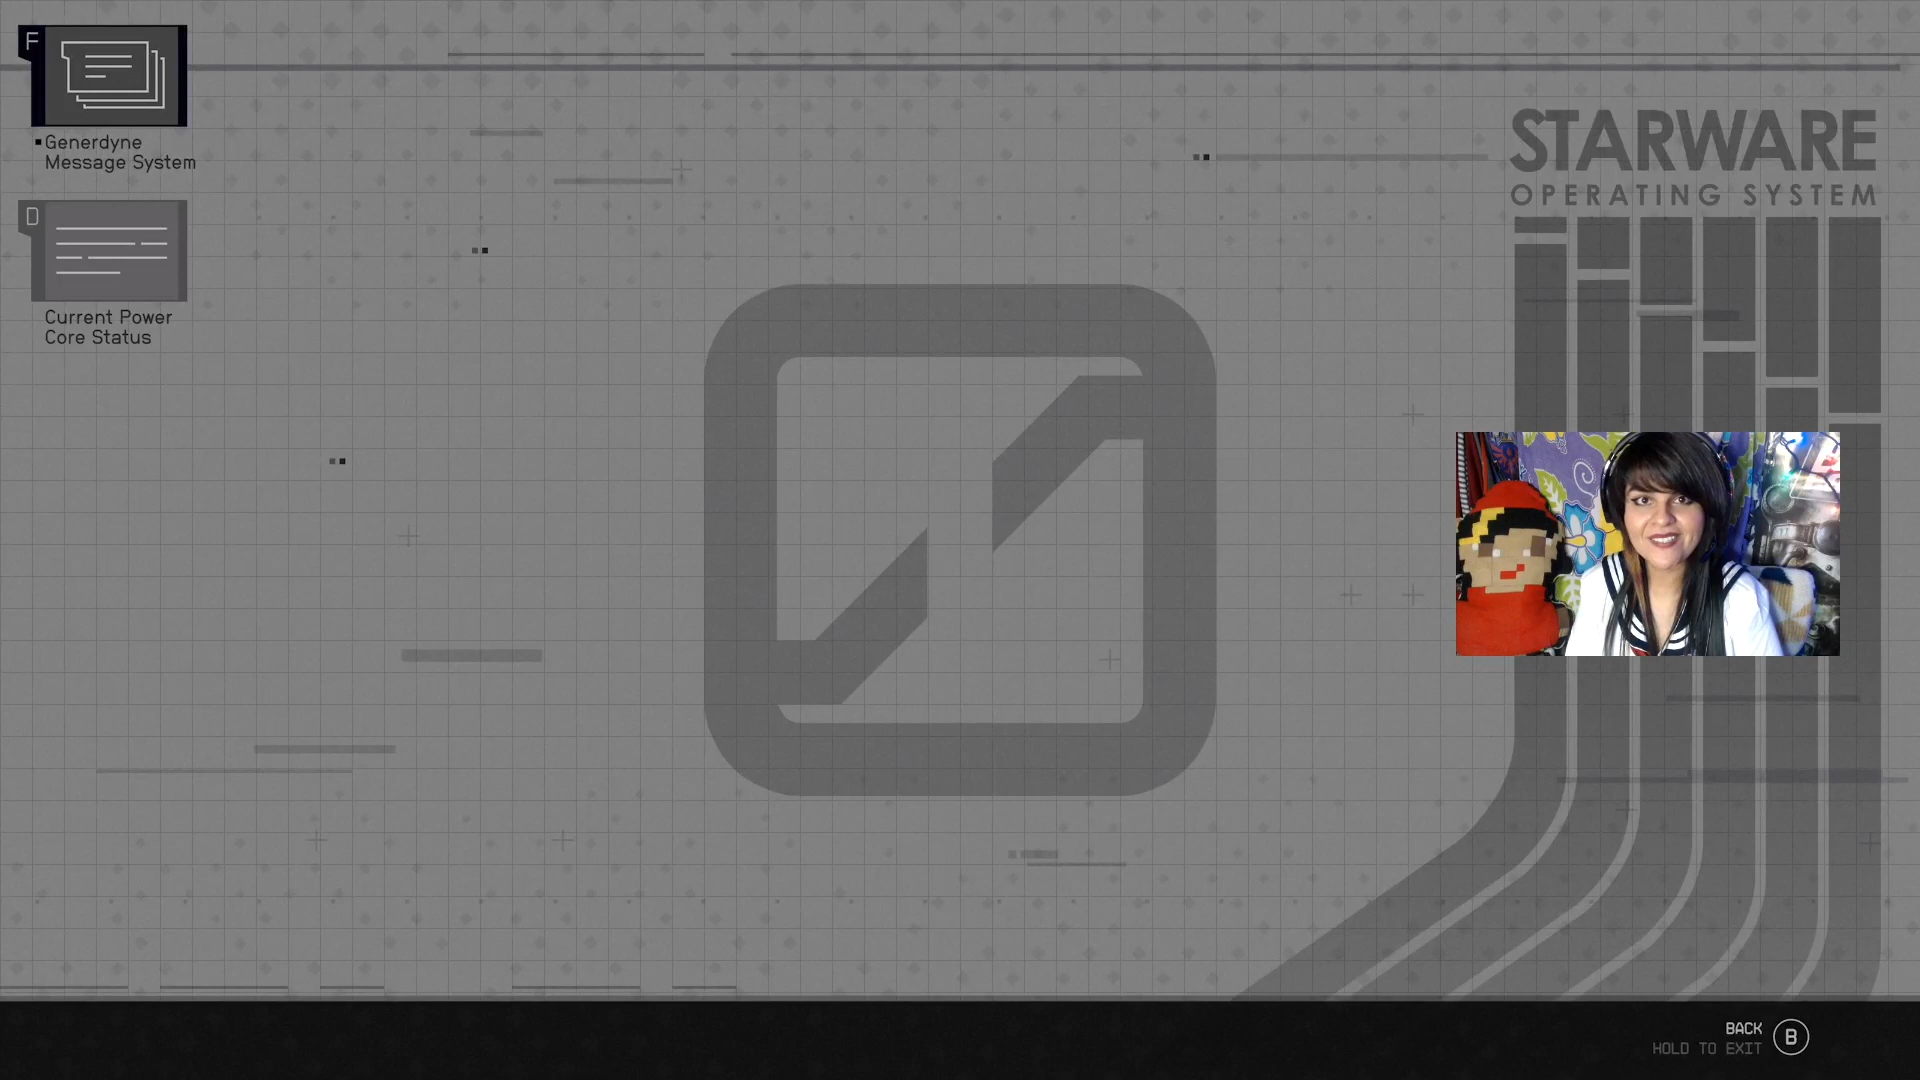 F
Generdyne
Message System
D
Current Power
Core Status
STARWARE
OPERATING SYSTEM
BACK
HOLD TO EXIT
B